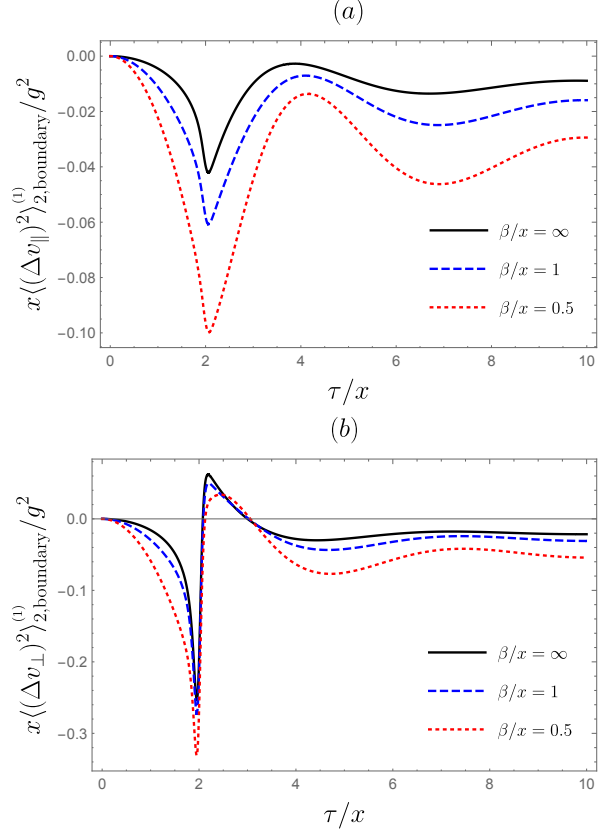 (a)
0.00
−0.02
−0.04
−0.06
−0.08
−0.10
x⟨(Δv∥)²⟩₂,boundary⁽¹⁾/g²
β/x = ∞
β/x = 1
β/x = 0.5
0 2 4 6 8 10
τ/x
(b)
0.0
−0.1
−0.2
−0.3
x⟨(Δv⊥)²⟩₂,boundary⁽¹⁾/g²
β/x = ∞
β/x = 1
β/x = 0.5
0 2 4 6 8 10
τ/x